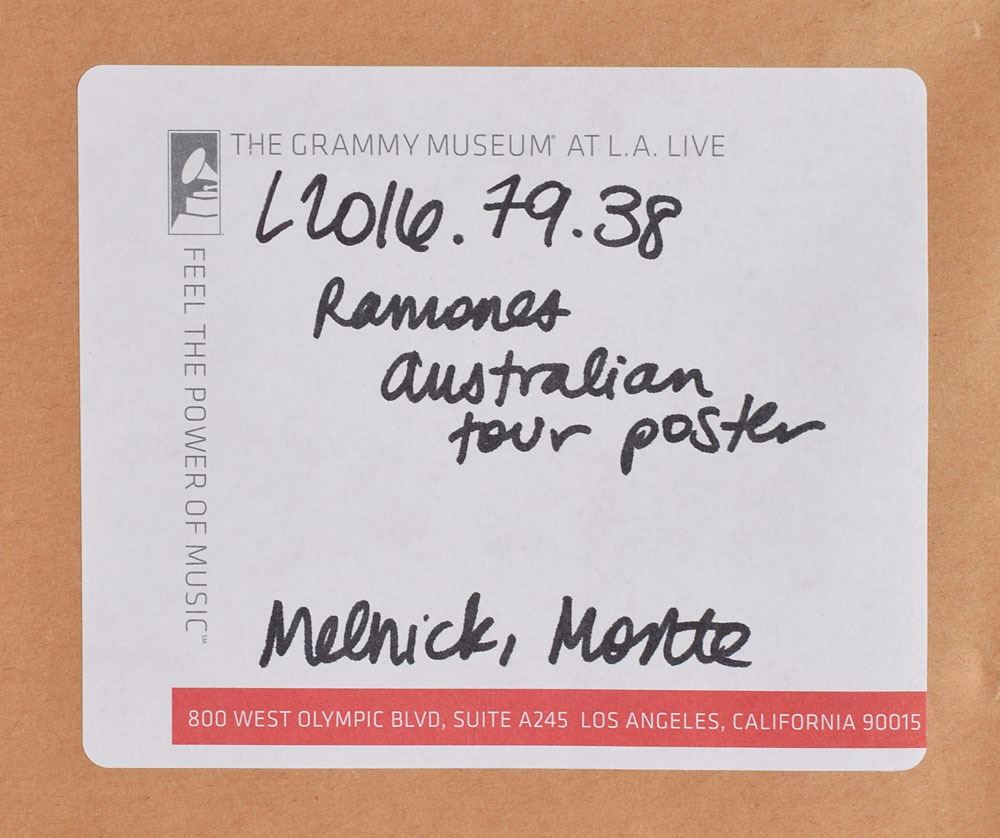 THE GRAMMY MUSEUM® AT L.A. LIVE
L2016.79.38
Ramones
Australian
tour poster
FEEL THE POWER OF MUSIC℠
Melnick, Monte
800 WEST OLYMPIC BLVD, SUITE A245 LOS ANGELES, CALIFORNIA 90015